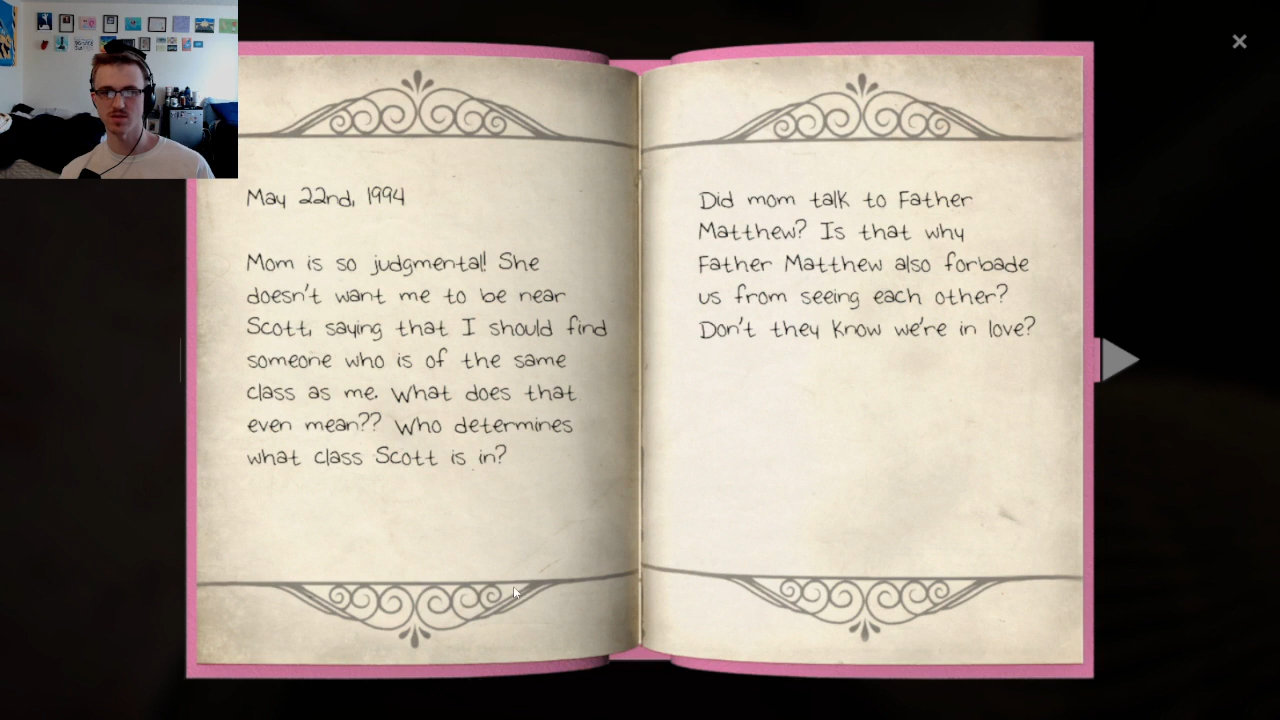 May 22nd, 1994
Mom is so judgmental! She
doesn't want me to be near
Scott, saying that I should find
someone who is of the same
class as me. What does that
even mean?? Who determines
what class Scott is in?
Did mom talk to Father
Matthew? Is that why
Father Matthew also forbade
us from seeing each other?
Don't they know we're in love?